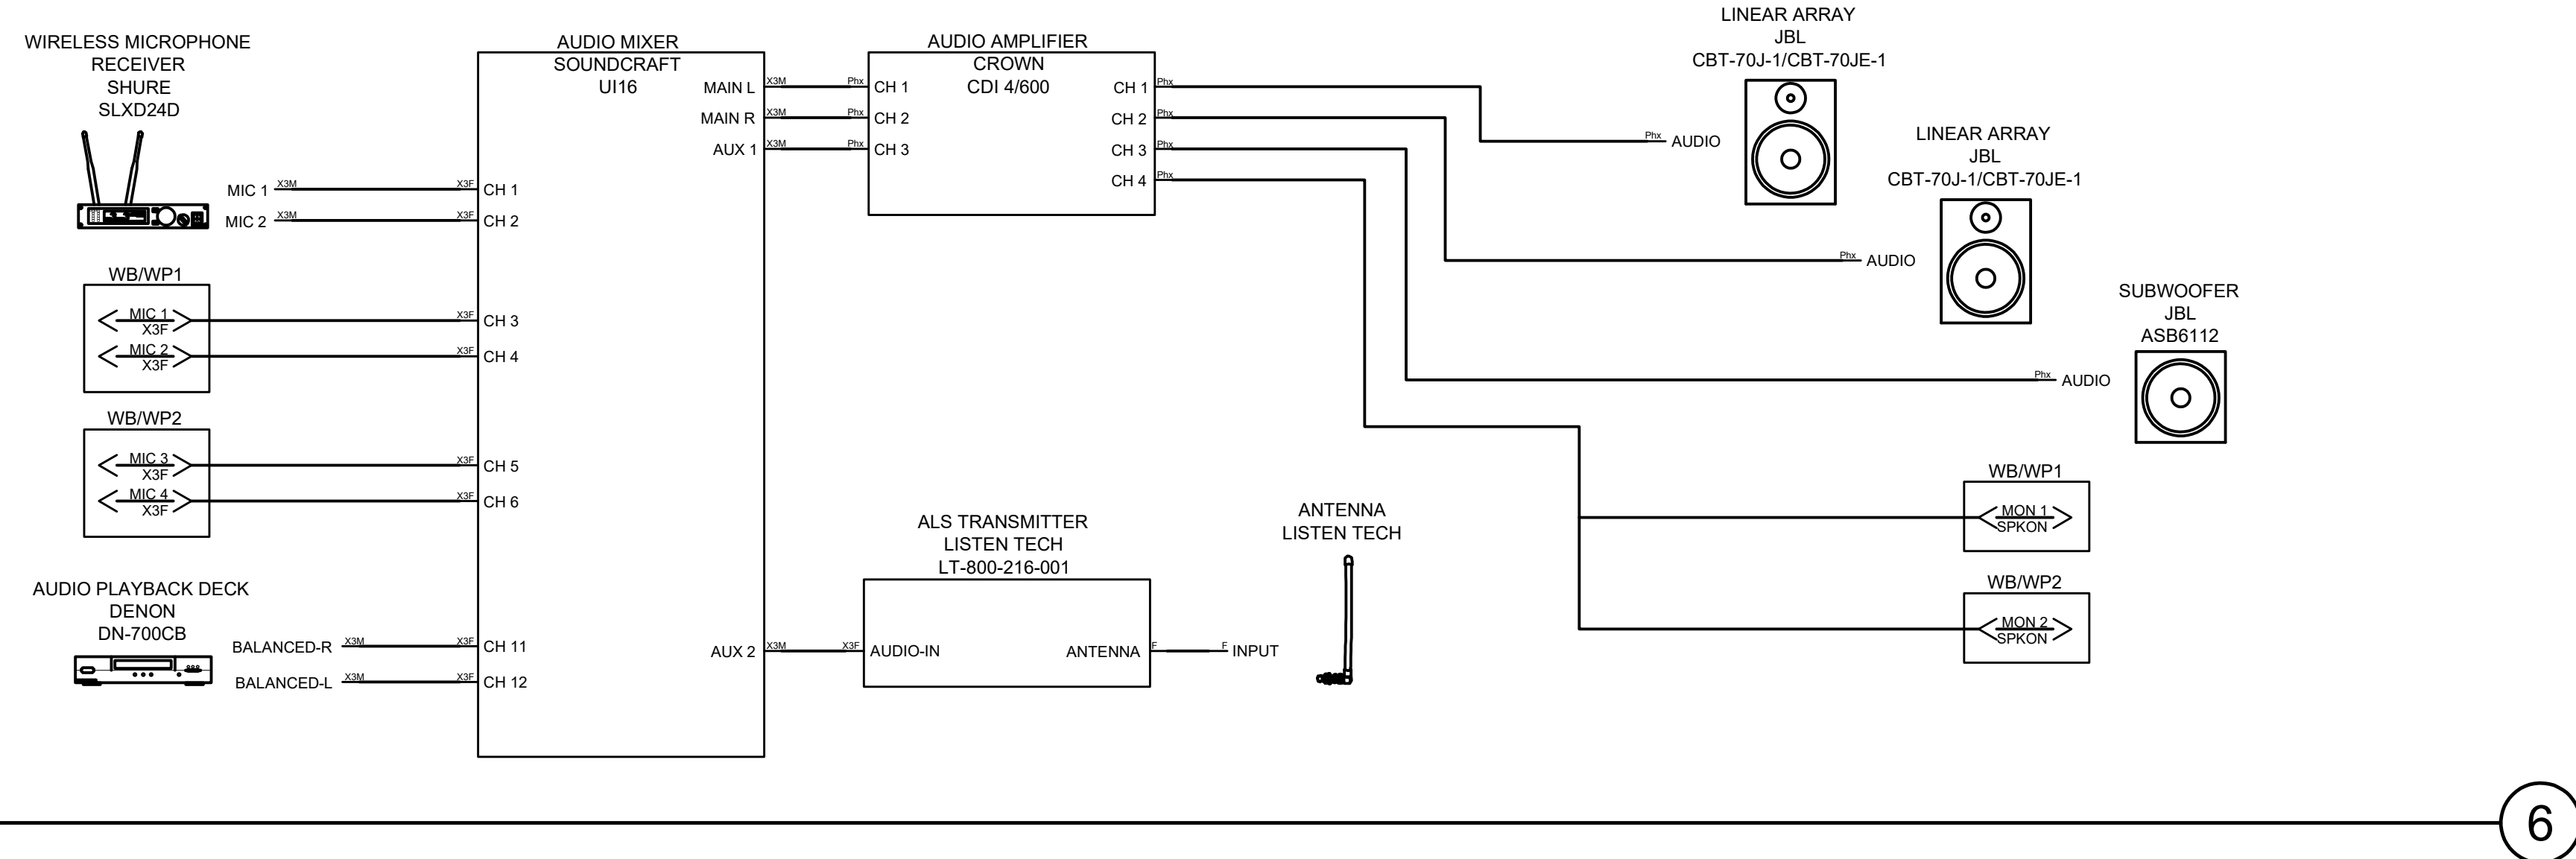 WIRELESS MICROPHONE
RECEIVER
SHURE
SLXD24D
MIC 1 X3M
MIC 2 X3M
WB/WP1
MIC 1
X3F
MIC 2
X3F
WB/WP2
MIC 3
X3F
MIC 4
X3F
AUDIO PLAYBACK DECK
DENON
DN-700CB
BALANCED-R X3M
BALANCED-L X3M
AUDIO MIXER
SOUNDCRAFT
UI16
X3F CH 1
X3F CH 2
X3F CH 3
X3F CH 4
X3F CH 5
X3F CH 6
X3F CH 11
X3F CH 12
MAIN L X3M
MAIN R X3M
AUX 1 X3M
AUX 2 X3M
AUDIO AMPLIFIER
CROWN
CDI 4/600
Phx CH 1
Phx CH 2
Phx CH 3
CH 1 Phx
CH 2 Phx
CH 3 Phx
CH 4 Phx
ALS TRANSMITTER
LISTEN TECH
LT-800-216-001
X3F AUDIO-IN
ANTENNA F
F INPUT
ANTENNA
LISTEN TECH
LINEAR ARRAY
JBL
CBT-70J-1/CBT-70JE-1
Phx AUDIO
LINEAR ARRAY
JBL
CBT-70J-1/CBT-70JE-1
Phx AUDIO
SUBWOOFER
JBL
ASB6112
Phx AUDIO
WB/WP1
MON 1
SPKON
WB/WP2
MON 2
SPKON
6